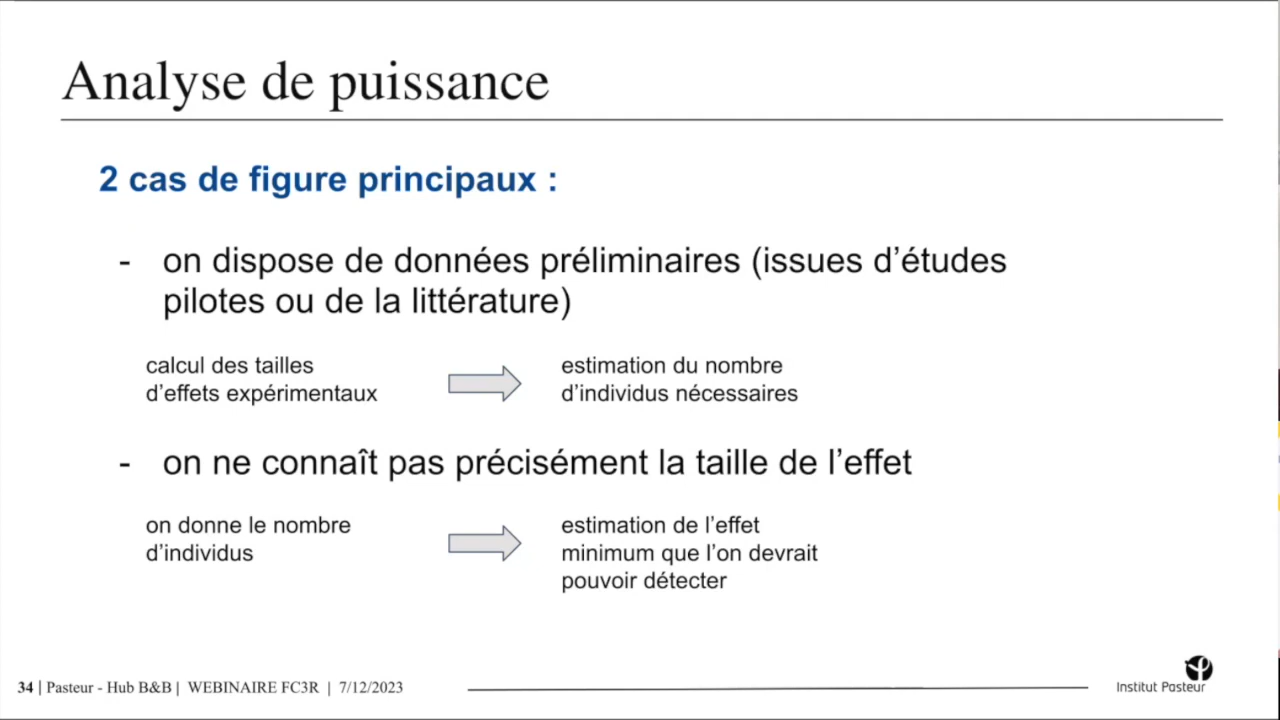 Analyse de puissance
2 cas de figure principaux :
- on dispose de données préliminaires (issues d’études
pilotes ou de la littérature)
calcul des tailles
d’effets expérimentaux
estimation du nombre
d’individus nécessaires
- on ne connaît pas précisément la taille de l’effet
on donne le nombre
d’individus
estimation de l’effet
minimum que l’on devrait
pouvoir détecter
34 | Pasteur - Hub B&B | WEBINAIRE FC3R | 7/12/2023
Institut Pasteur